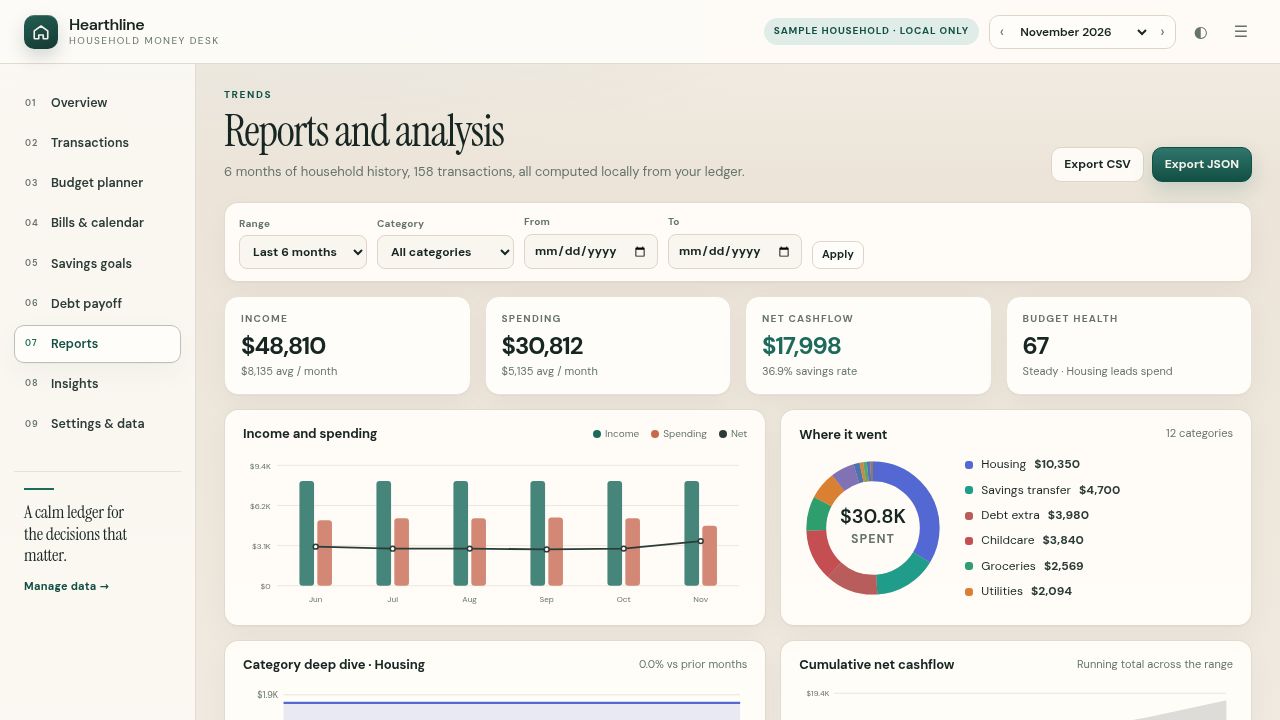 Hearthline
HOUSEHOLD MONEY DESK
SAMPLE HOUSEHOLD · LOCAL ONLY
‹ November 2026 ›
01 Overview
02 Transactions
03 Budget planner
04 Bills & calendar
05 Savings goals
06 Debt payoff
07 Reports
08 Insights
09 Settings & data
A calm ledger for
the decisions that
matter.
Manage data →
TRENDS
Reports and analysis
6 months of household history, 158 transactions, all computed locally from your ledger.
Export CSV
Export JSON
Range
Last 6 months
Category
All categories
From
mm/dd/yyyy
To
mm/dd/yyyy
Apply
INCOME
$48,810
$8,135 avg / month
SPENDING
$30,812
$5,135 avg / month
NET CASHFLOW
$17,998
36.9% savings rate
BUDGET HEALTH
67
Steady · Housing leads spend
Income and spending
Income Spending Net
$9.4K
$6.2K
$3.1K
$0
Jun Jul Aug Sep Oct Nov
Where it went
12 categories
$30.8K
SPENT
Housing $10,350
Savings transfer $4,700
Debt extra $3,980
Childcare $3,840
Groceries $2,569
Utilities $2,094
Category deep dive · Housing
0.0% vs prior months
$1.9K
Cumulative net cashflow
Running total across the range
$19.4K